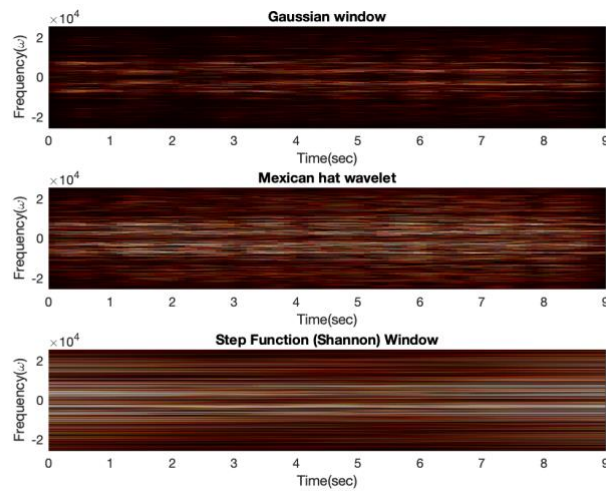 Gaussian window
×10⁴
2
0
-2
Frequency(ω)
0 1 2 3 4 5 6 7 8 9
Time(sec)
Mexican hat wavelet
×10⁴
2
0
-2
Frequency(ω)
0 1 2 3 4 5 6 7 8 9
Time(sec)
Step Function (Shannon) Window
×10⁴
2
0
-2
Frequency(ω)
0 1 2 3 4 5 6 7 8 9
Time(sec)